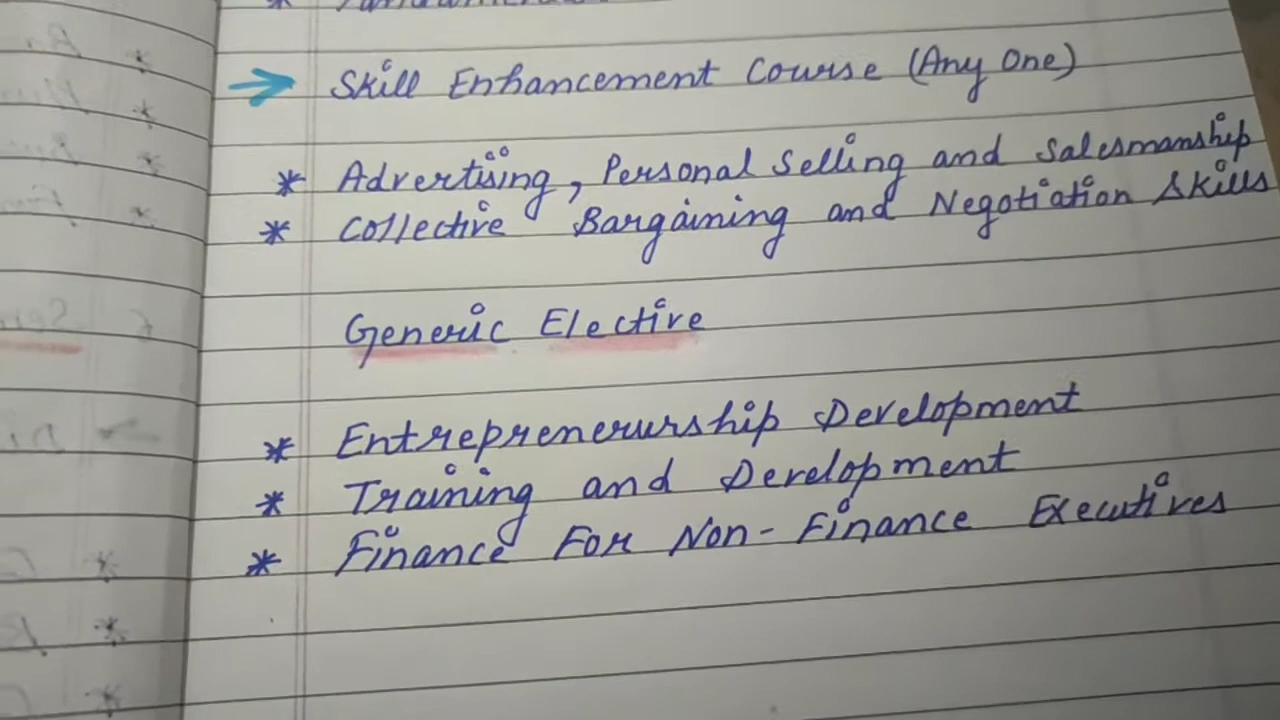 → Skill Enhancement Course (Any One)
* Advertising, Personal Selling and Salesmanship
* Collective Bargaining and Negotiation Skills
Generic Elective
* Entreprenerurship Development
* Training and Development
* Finance For Non-Finance Executives